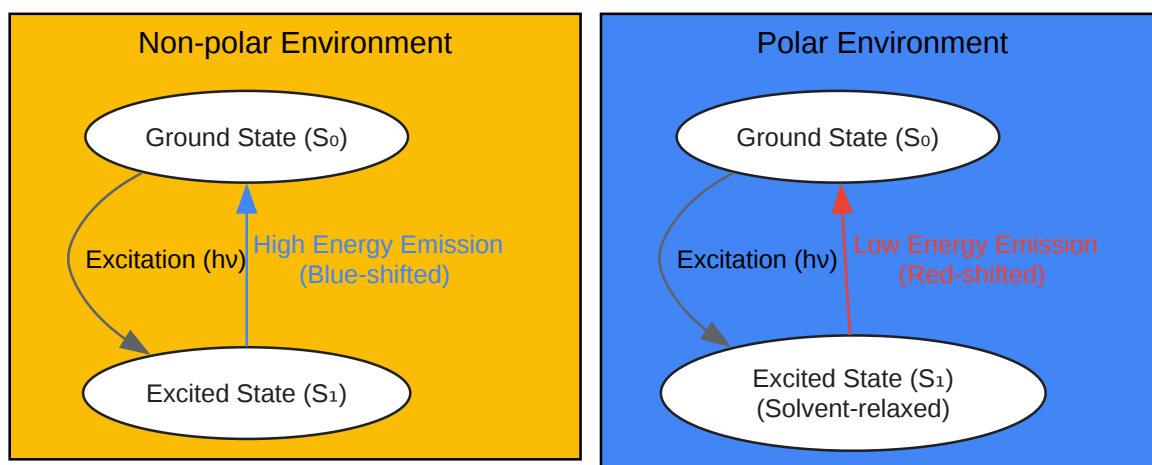 Non-polar Environment
Ground State (S₀)
Excitation (hν)
High Energy Emission
(Blue-shifted)
Excited State (S₁)
Polar Environment
Ground State (S₀)
Excitation (hν)
Low Energy Emission
(Red-shifted)
Excited State (S₁)
(Solvent-relaxed)